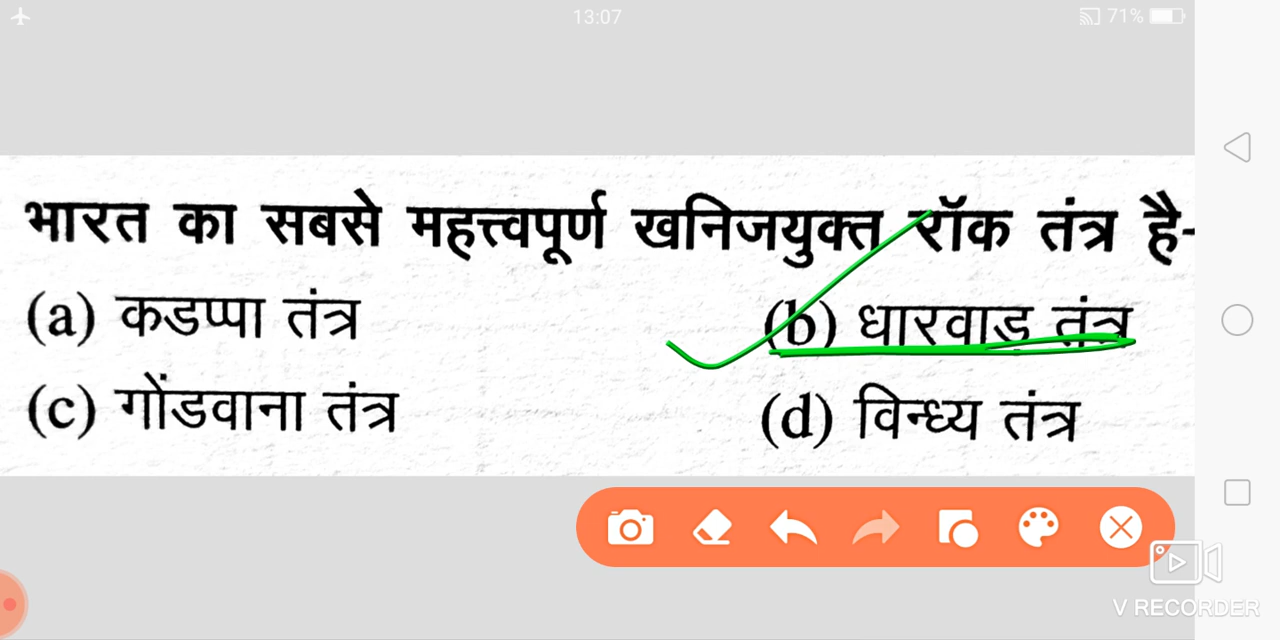 13:07
71%
भारत का सबसे महत्त्वपूर्ण खनिजयुक्त रॉक तंत्र है-
(a) कडप्पा तंत्र
(b) धारवाड़ तंत्र
(c) गोंडवाना तंत्र
(d) विन्ध्य तंत्र
V RECORDER